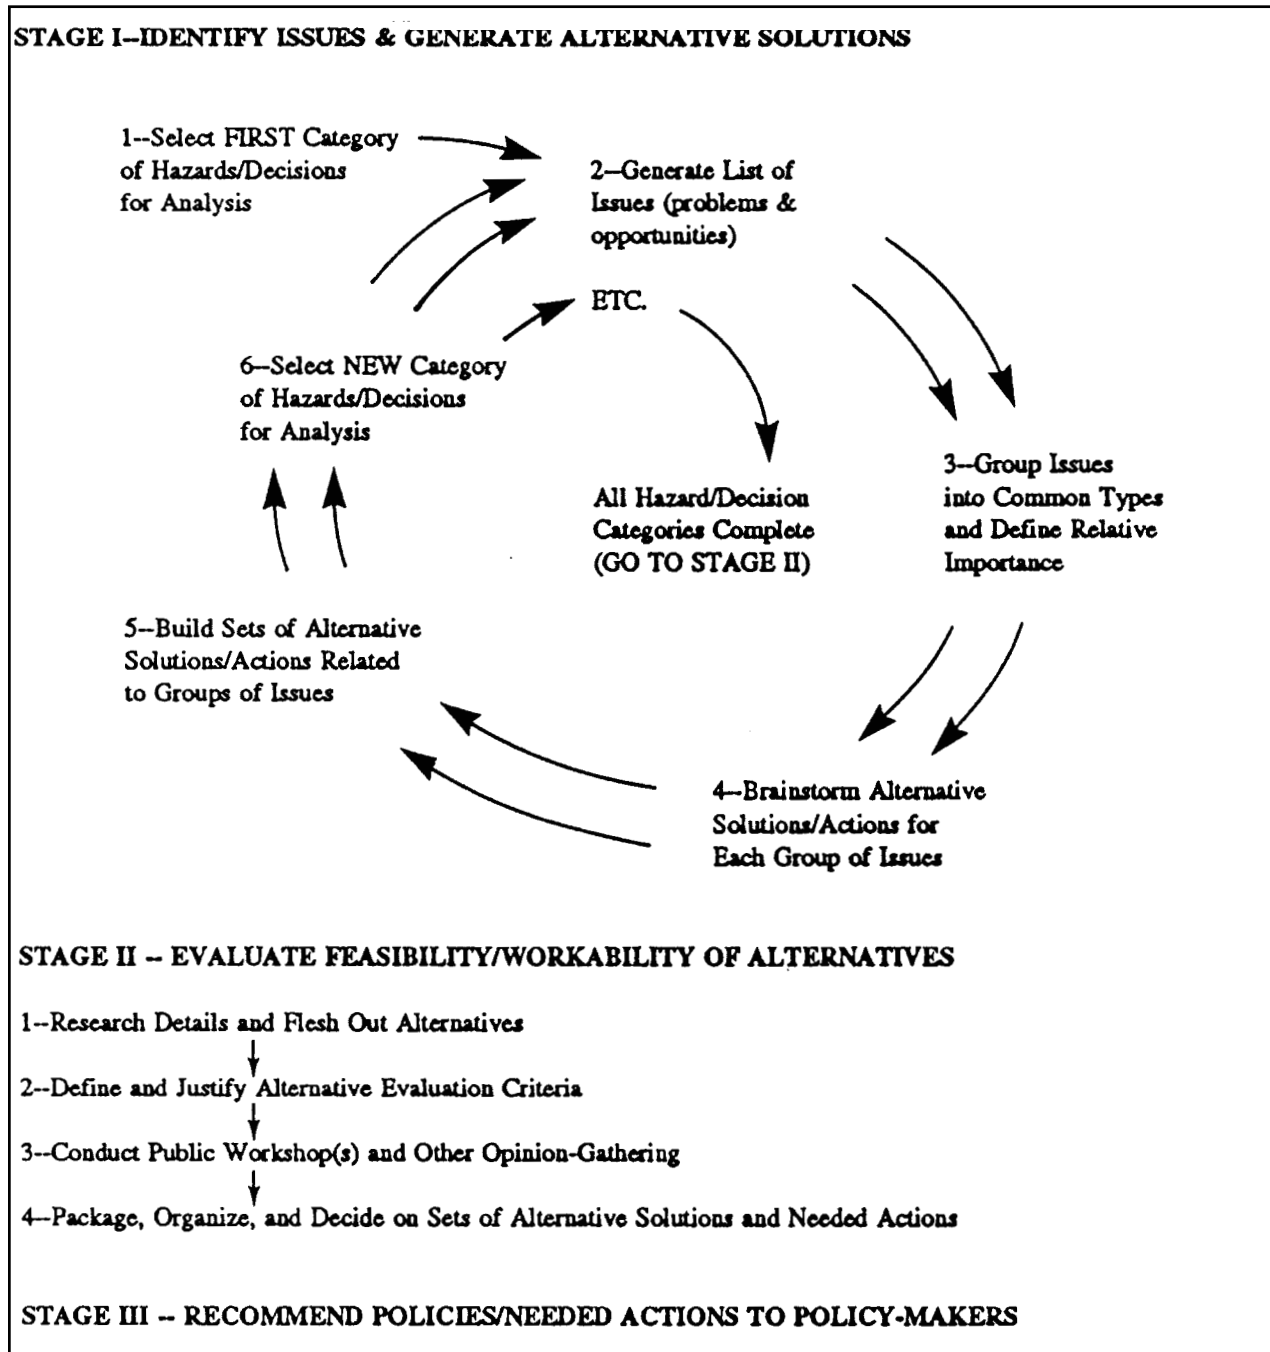 STAGE I--IDENTIFY ISSUES & GENERATE ALTERNATIVE SOLUTIONS
1--Select FIRST Category
of Hazards/Decisions
for Analysis
2--Generate List of
Issues (problems &
opportunities)
ETC.
6--Select NEW Category
of Hazards/Decisions
for Analysis
3--Group Issues
into Common Types
and Define Relative
Importance
All Hazard/Decision
Categories Complete
(GO TO STAGE II)
5--Build Sets of Alternative
Solutions/Actions Related
to Groups of Issues
4--Brainstorm Alternative
Solutions/Actions for
Each Group of Issues
STAGE II -- EVALUATE FEASIBILITY/WORKABILITY OF ALTERNATIVES
1--Research Details and Flesh Out Alternatives
2--Define and Justify Alternative Evaluation Criteria
3--Conduct Public Workshop(s) and Other Opinion-Gathering
4--Package, Organize, and Decide on Sets of Alternative Solutions and Needed Actions
STAGE III -- RECOMMEND POLICIES/NEEDED ACTIONS TO POLICY-MAKERS